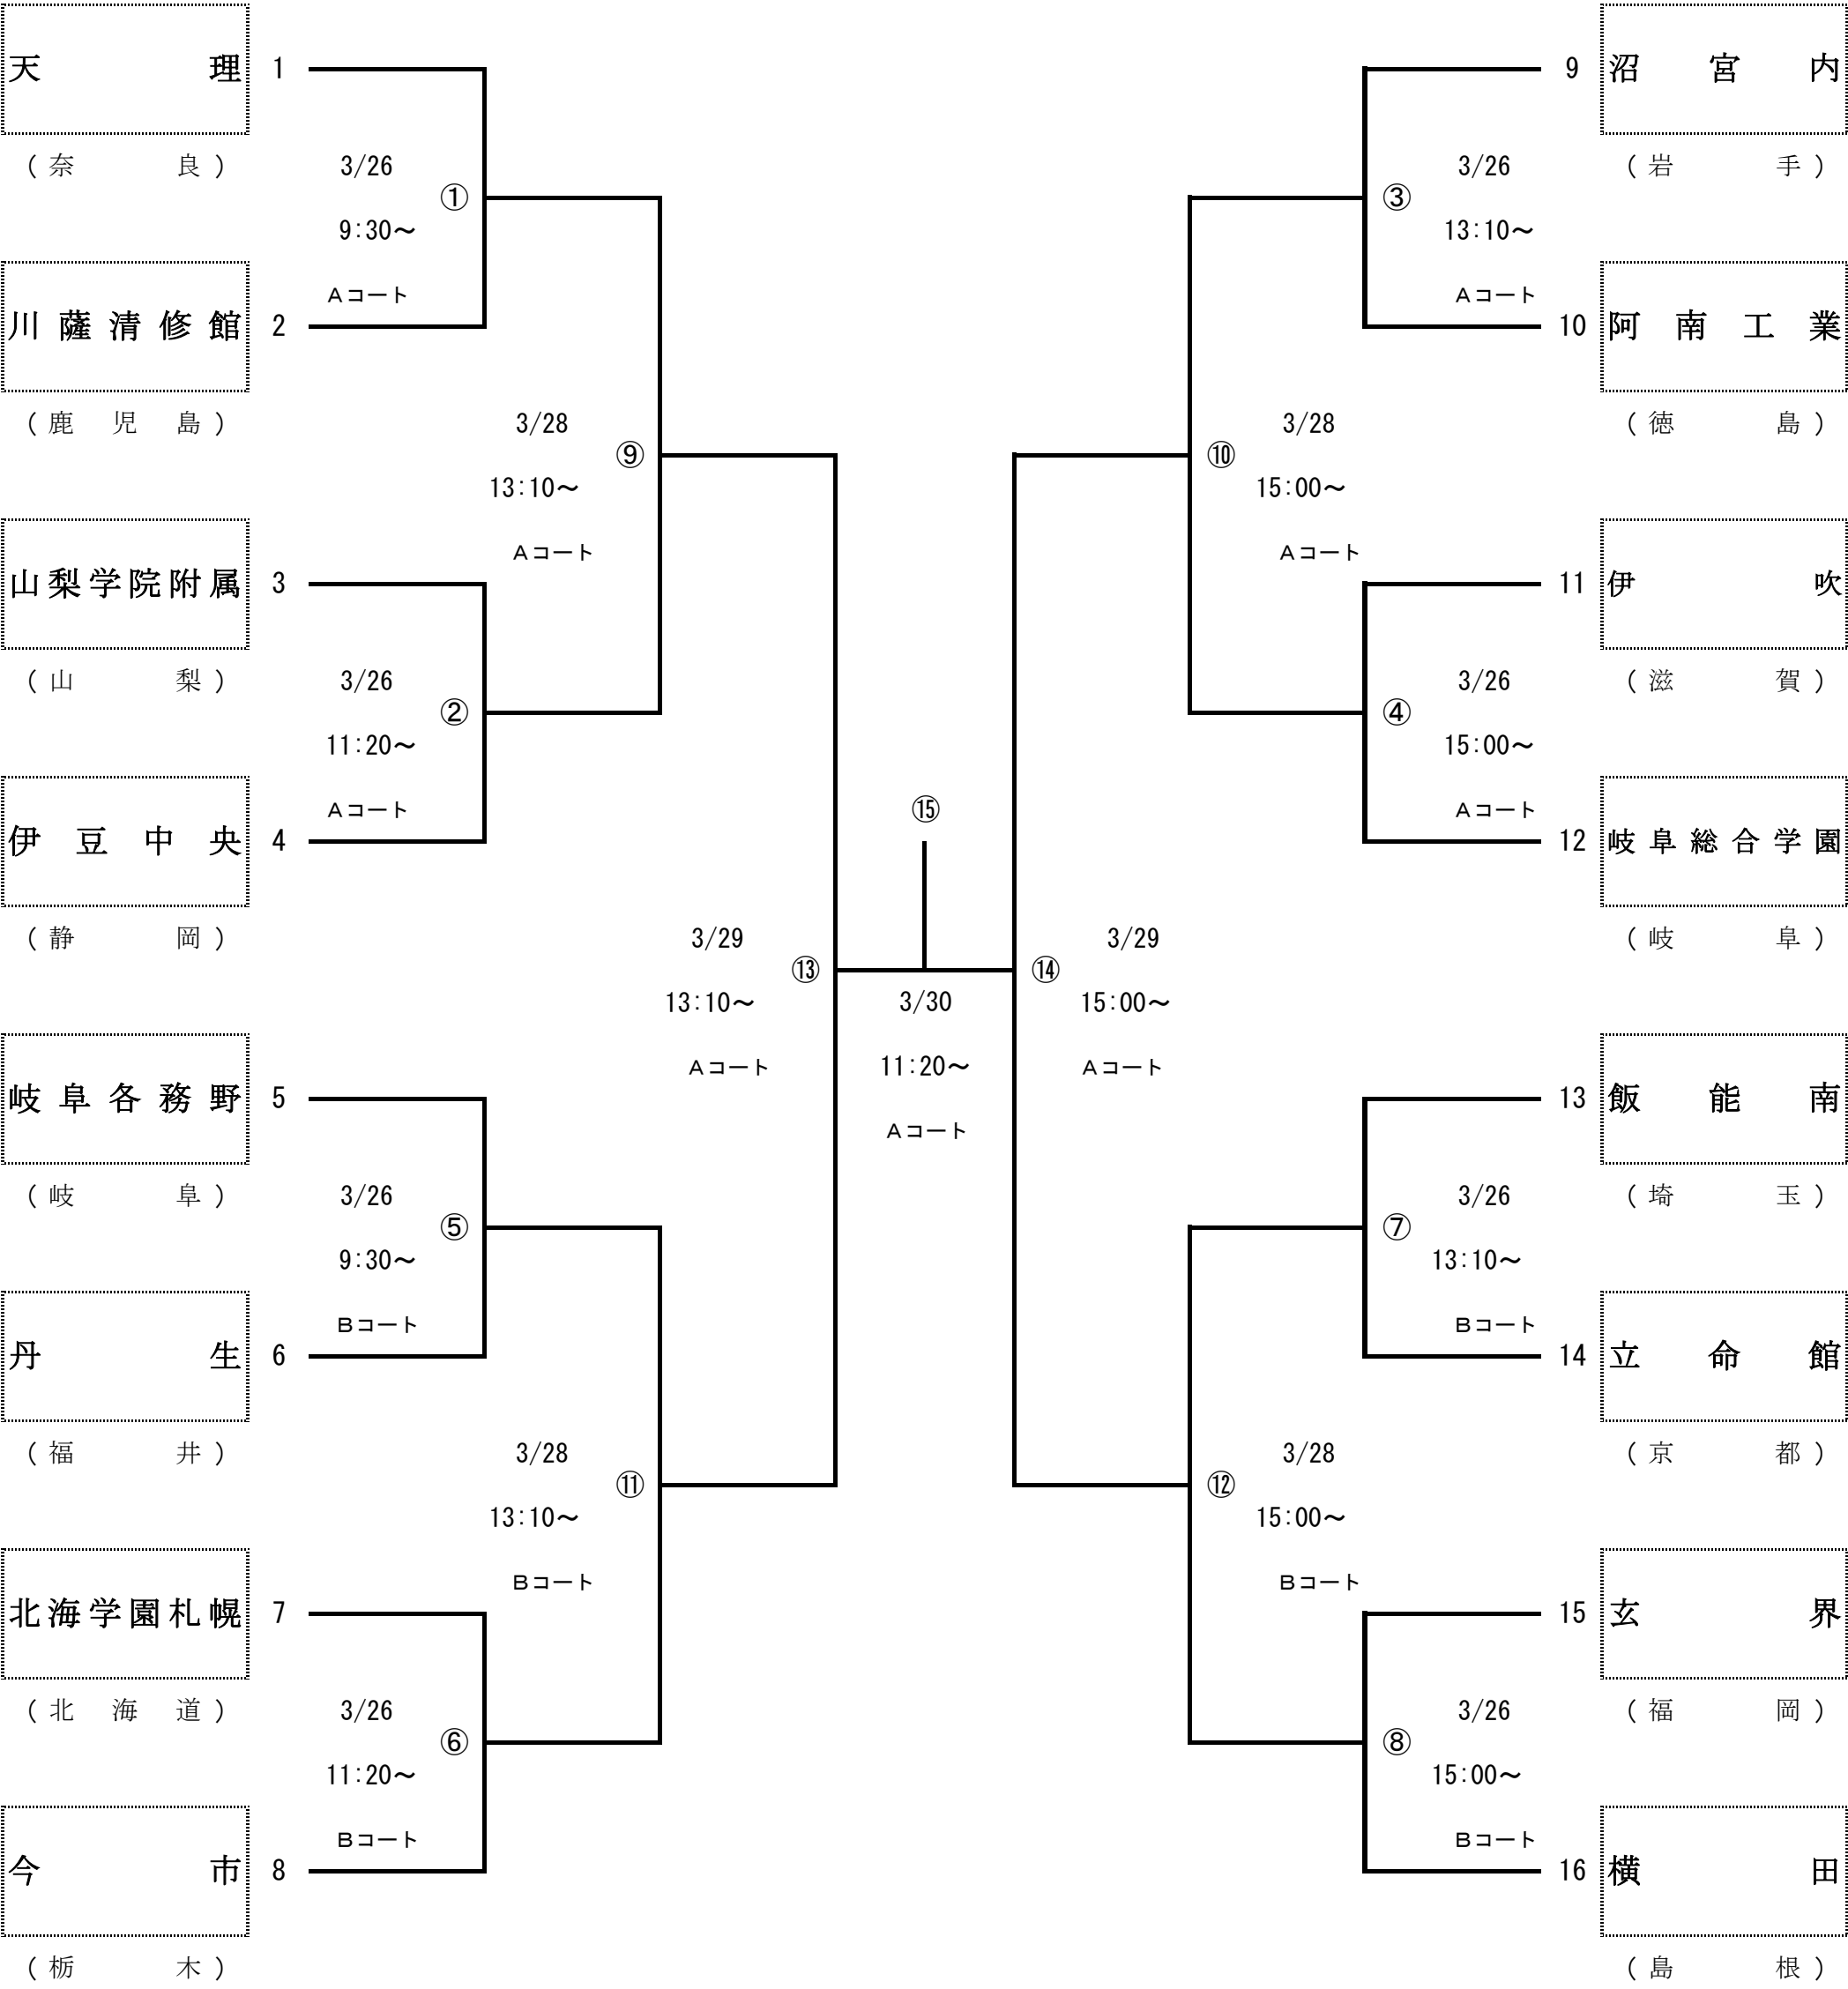 天理 1
(奈良)
3/26
①
9:30～
Aコート
川薩清修館 2
(鹿児島)
3/28
⑨
13:10～
Aコート
山梨学院附属 3
(山梨)
3/26
②
11:20～
Aコート
伊豆中央 4
(静岡)
3/29
⑬
13:10～
Aコート
岐阜各務野 5
(岐阜)
3/26
⑤
9:30～
Bコート
丹生 6
(福井)
3/28
⑪
13:10～
Bコート
北海学園札幌 7
(北海道)
3/26
⑥
11:20～
Bコート
今市 8
(栃木)
⑮
3/30
11:20～
Aコート
9 沼宮内
(岩手)
3/26
③
13:10～
Aコート
10 阿南工業
(徳島)
3/28
⑩
15:00～
Aコート
11 伊吹
(滋賀)
3/26
④
15:00～
Aコート
12 岐阜総合学園
(岐阜)
3/29
⑭
15:00～
Aコート
13 飯能南
(埼玉)
3/26
⑦
13:10～
Bコート
14 立命館
(京都)
3/28
⑫
15:00～
Bコート
15 玄界
(福岡)
3/26
⑧
15:00～
Bコート
16 横田
(島根)